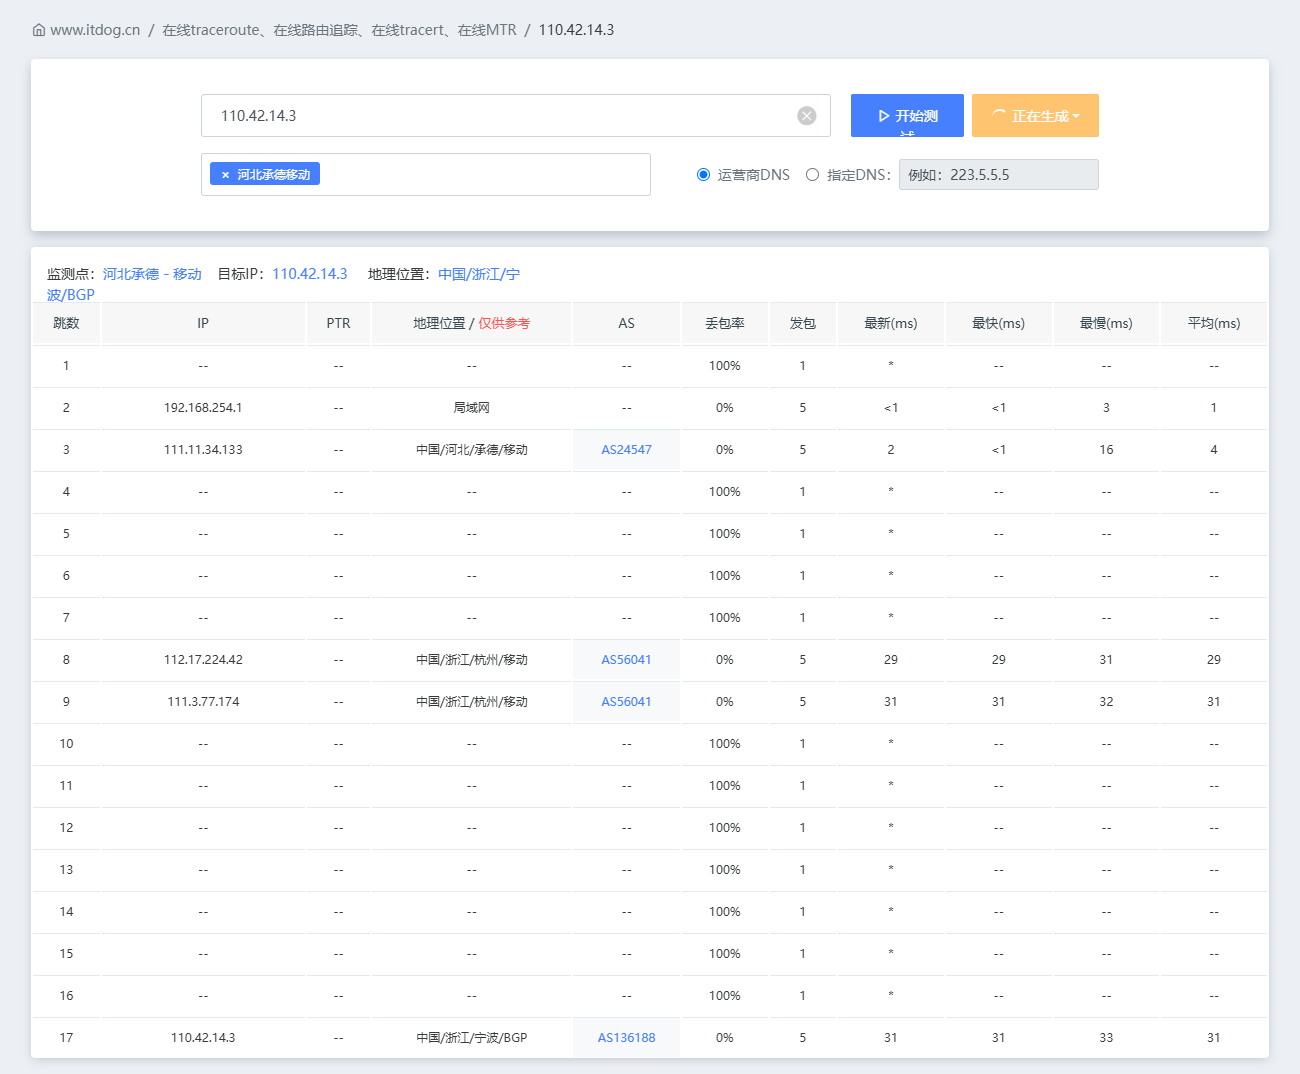 www.itdog.cn / 在线traceroute、在线路由追踪、在线tracert、在线MTR / 110.42.14.3
110.42.14.3 开始测试 正在生成
× 河北承德移动 运营商DNS 指定DNS： 例如：223.5.5.5
监测点：河北承德 - 移动 目标IP：110.42.14.3 地理位置：中国/浙江/宁
波/BGP
跳数 IP PTR 地理位置 / 仅供参考 AS 丢包率 发包 最新(ms) 最快(ms) 最慢(ms) 平均(ms)
1 -- -- -- -- 100% 1 * -- -- --
2 192.168.254.1 -- 局域网 -- 0% 5 <1 <1 3 1
3 111.11.34.133 -- 中国/河北/承德/移动 AS24547 0% 5 2 <1 16 4
4 -- -- -- -- 100% 1 * -- -- --
5 -- -- -- -- 100% 1 * -- -- --
6 -- -- -- -- 100% 1 * -- -- --
7 -- -- -- -- 100% 1 * -- -- --
8 112.17.224.42 -- 中国/浙江/杭州/移动 AS56041 0% 5 29 29 31 29
9 111.3.77.174 -- 中国/浙江/杭州/移动 AS56041 0% 5 31 31 32 31
10 -- -- -- -- 100% 1 * -- -- --
11 -- -- -- -- 100% 1 * -- -- --
12 -- -- -- -- 100% 1 * -- -- --
13 -- -- -- -- 100% 1 * -- -- --
14 -- -- -- -- 100% 1 * -- -- --
15 -- -- -- -- 100% 1 * -- -- --
16 -- -- -- -- 100% 1 * -- -- --
17 110.42.14.3 -- 中国/浙江/宁波/BGP AS136188 0% 5 31 31 33 31